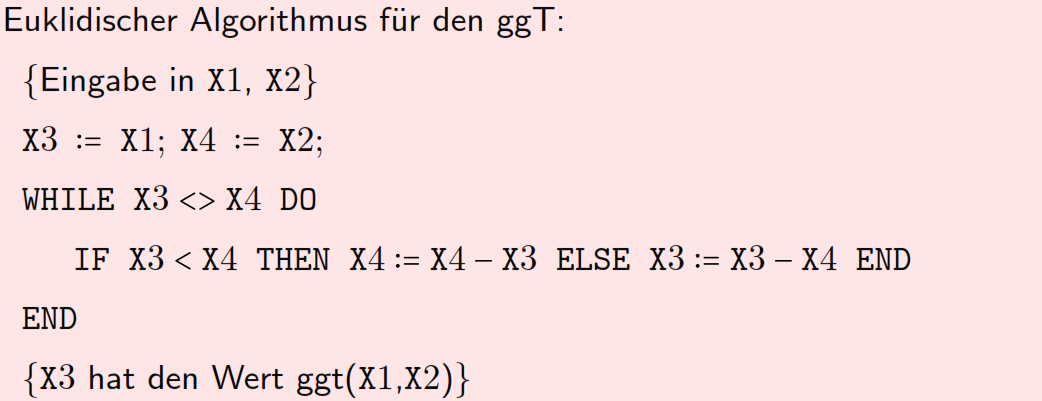 Euklidischer Algorithmus für den ggT:
{Eingabe in X1, X2}
X3 := X1; X4 := X2;
WHILE X3 <> X4 DO
IF X3 < X4 THEN X4 := X4 – X3 ELSE X3 := X3 – X4 END
END
{X3 hat den Wert ggt(X1,X2)}